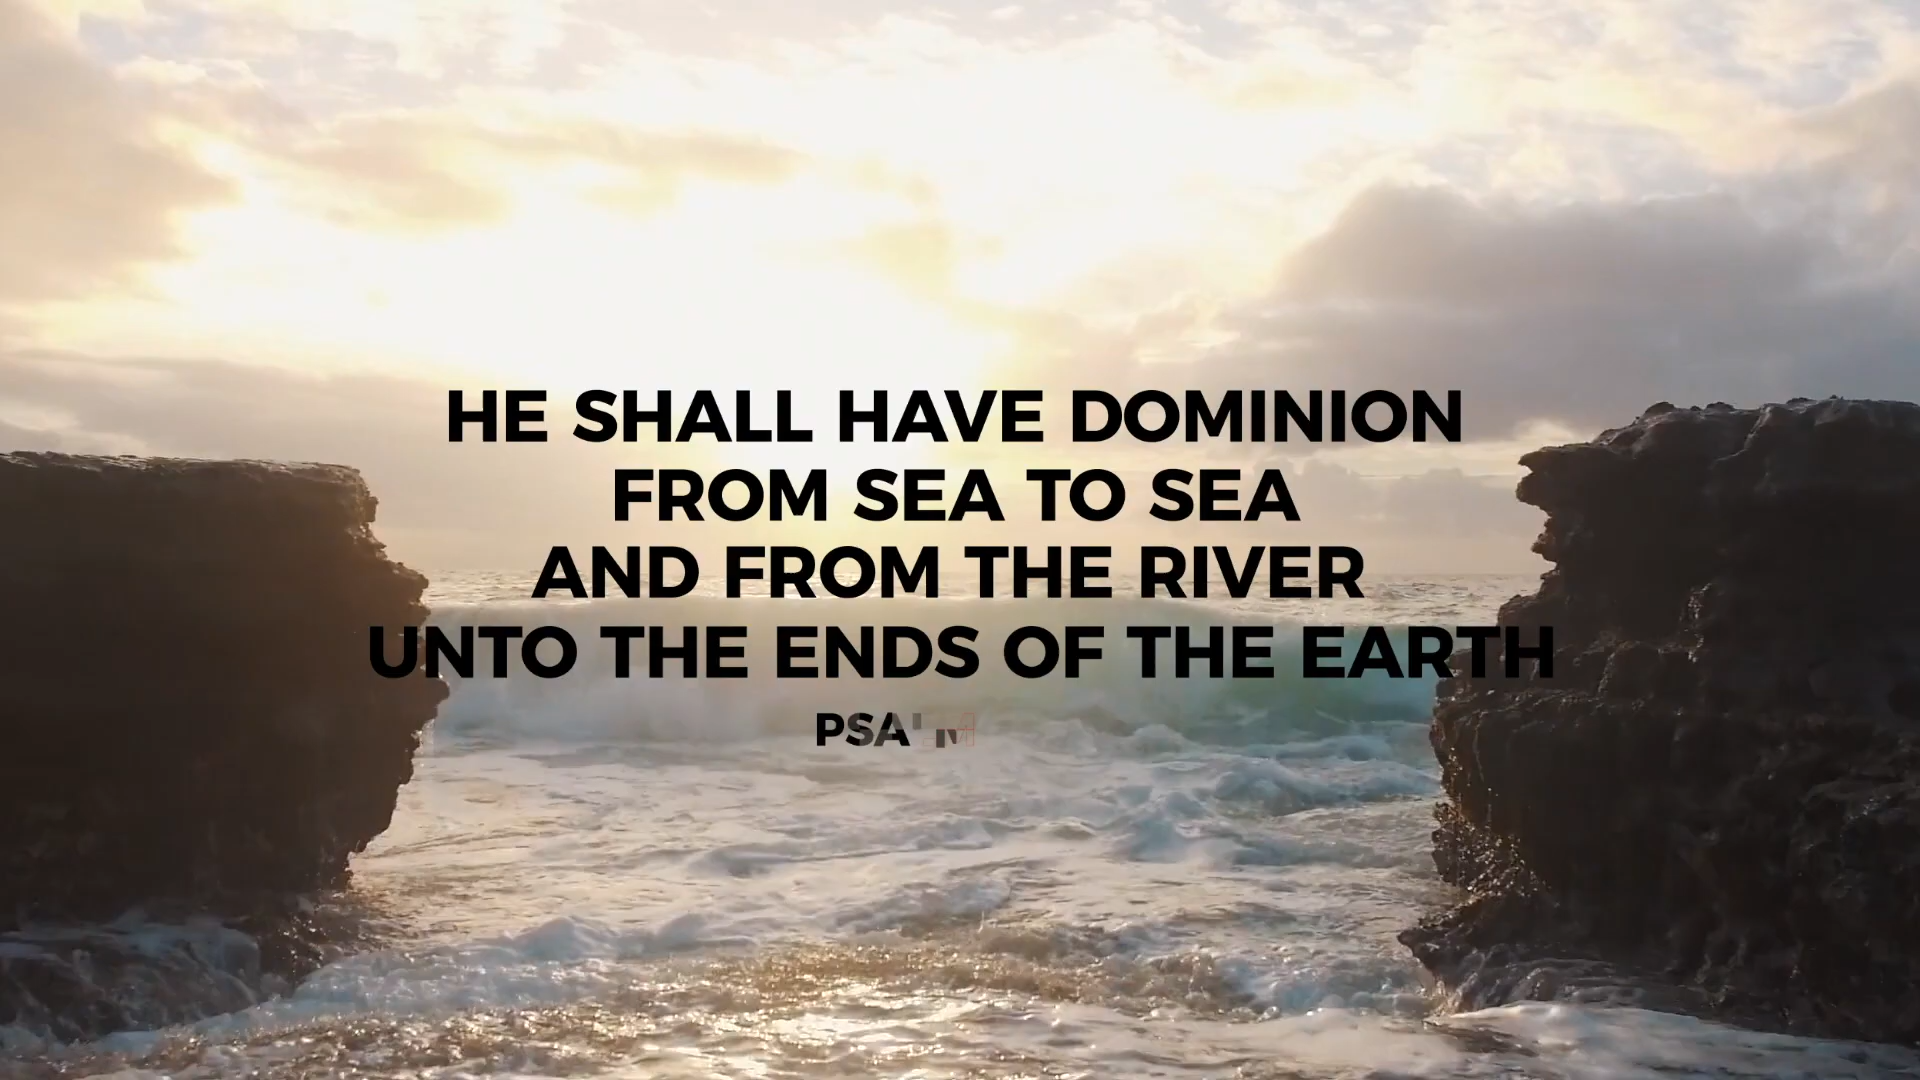 HE SHALL HAVE DOMINION
FROM SEA TO SEA
AND FROM THE RIVER
UNTO THE ENDS OF THE EARTH